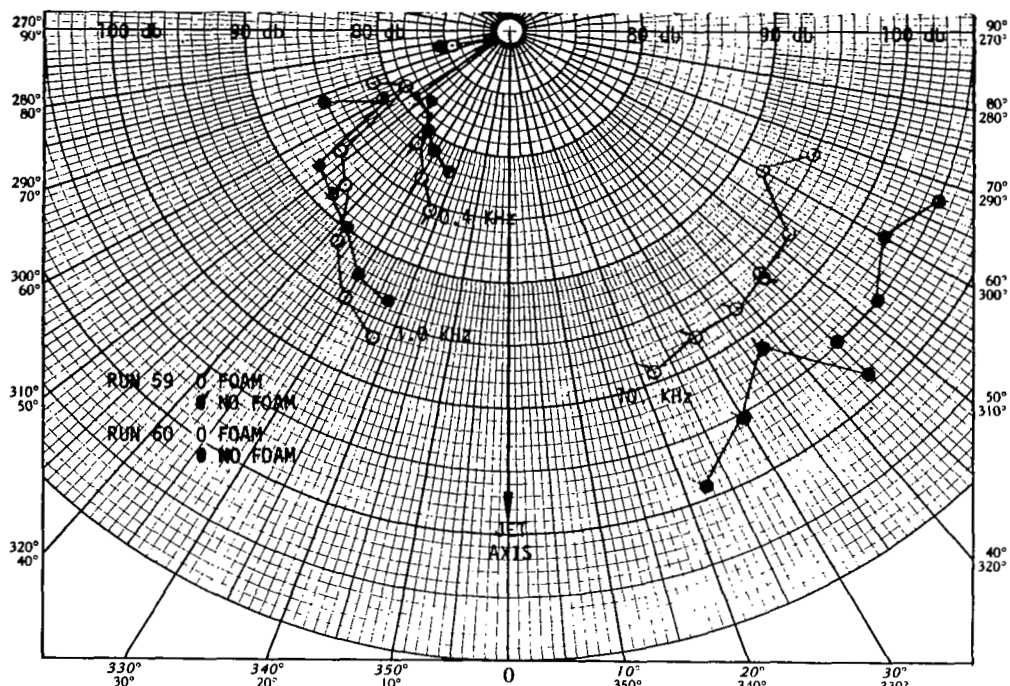 270° 100 db 90 db 80 db 80 db 90 db 100 db 90°
90° 270°
280° 80°
80° 280°
290° 70°
70° 290°
0.4 KHz
300° 60°
60° 300°
1.0 KHz
RUN 59 O FOAM
● NO FOAM
70 KHz
310° 50°
50° 310°
RUN 60 O FOAM
● NO FOAM
JET
AXIS
320° 40°
40° 320°
330° 340° 350° 0 10° 20° 30°
30° 20° 10° 350° 340° 330°